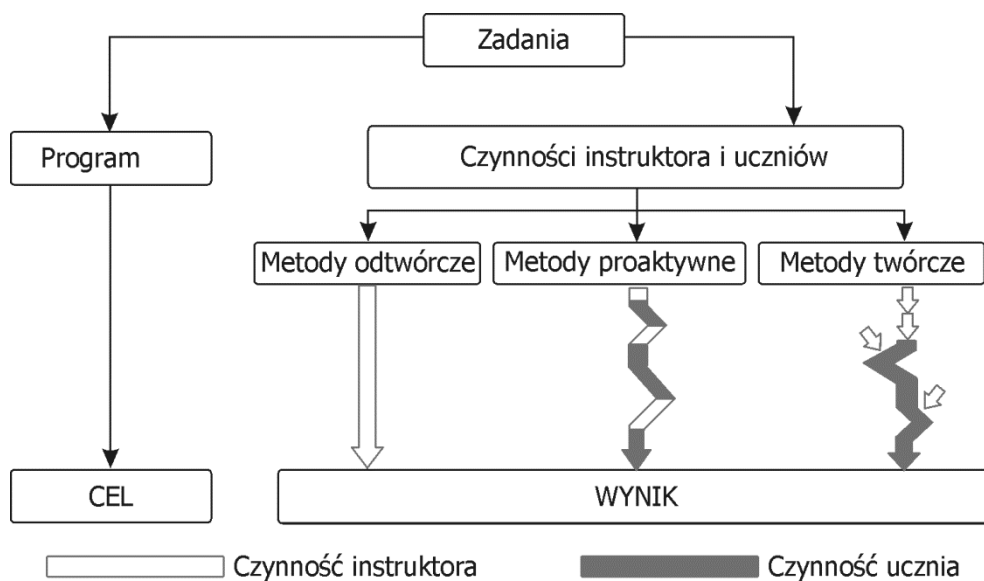 Zadania
Program
Czynności instruktora i uczniów
Metody odtwórcze
Metody proaktywne
Metody twórcze
CEL
WYNIK
Czynność instruktora
Czynność ucznia